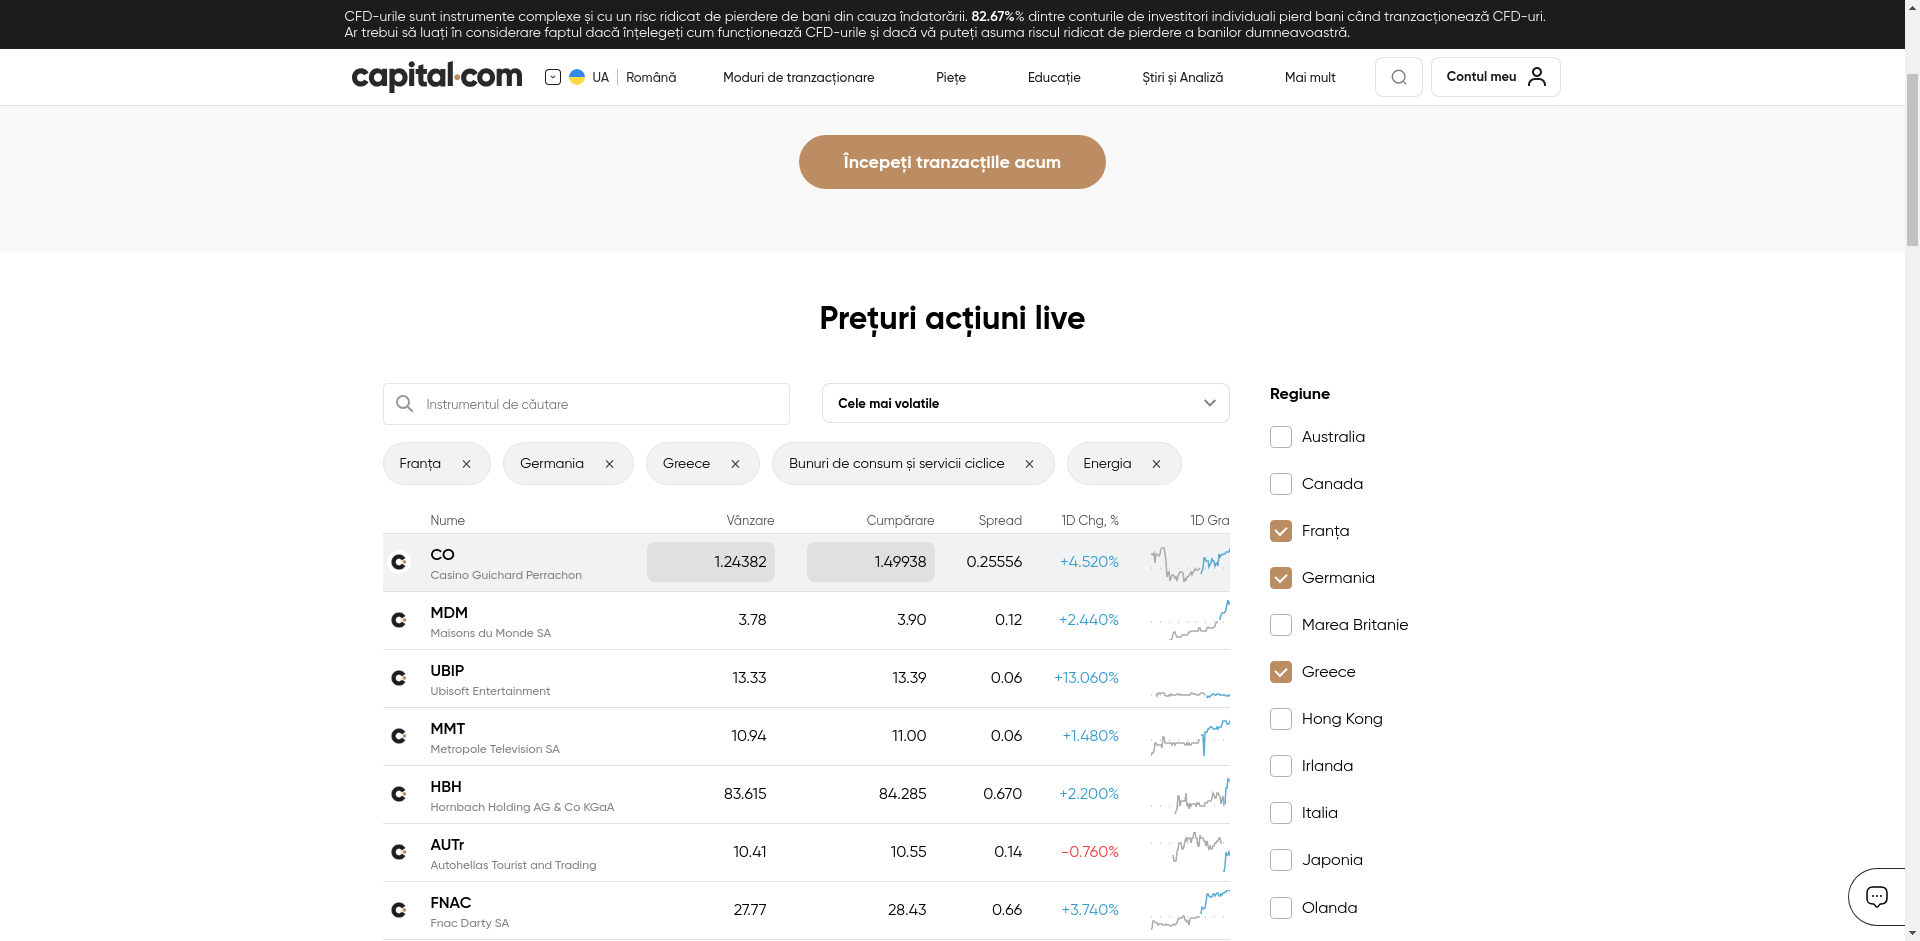 CFD-urile sunt instrumente complexe și cu un risc ridicat de pierdere de bani din cauza îndatorării. 82.67%% dintre conturile de investitori individuali pierd bani când tranzacționează CFD-uri.
Ar trebui să luați în considerare faptul dacă înțelegeți cum funcționează CFD-urile și dacă vă puteți asuma riscul ridicat de pierdere a banilor dumneavoastră.
capital.com UA Română Moduri de tranzacționare Piețe Educație Știri și Analiză Mai mult Contul meu
Începeți tranzacțiile acum
Prețuri acțiuni live
Instrumentul de căutare
Cele mai volatile
Franța Germania Greece Bunuri de consum și servicii ciclice Energia
Nume Vânzare Cumpărare Spread 1D Chg, % 1D Gra
CO 1.24382 1.49938 0.25556 +4.520%
Casino Guichard Perrachon
MDM 3.78 3.90 0.12 +2.440%
Maisons du Monde SA
UBIP 13.33 13.39 0.06 +13.060%
Ubisoft Entertainment
MMT 10.94 11.00 0.06 +1.480%
Metropole Television SA
HBH 83.615 84.285 0.670 +2.200%
Hornbach Holding AG & Co KGaA
AUTr 10.41 10.55 0.14 -0.760%
Autohellas Tourist and Trading
FNAC 27.77 28.43 0.66 +3.740%
Fnac Darty SA
Regiune
Australia
Canada
Franța
Germania
Marea Britanie
Greece
Hong Kong
Irlanda
Italia
Japonia
Olanda